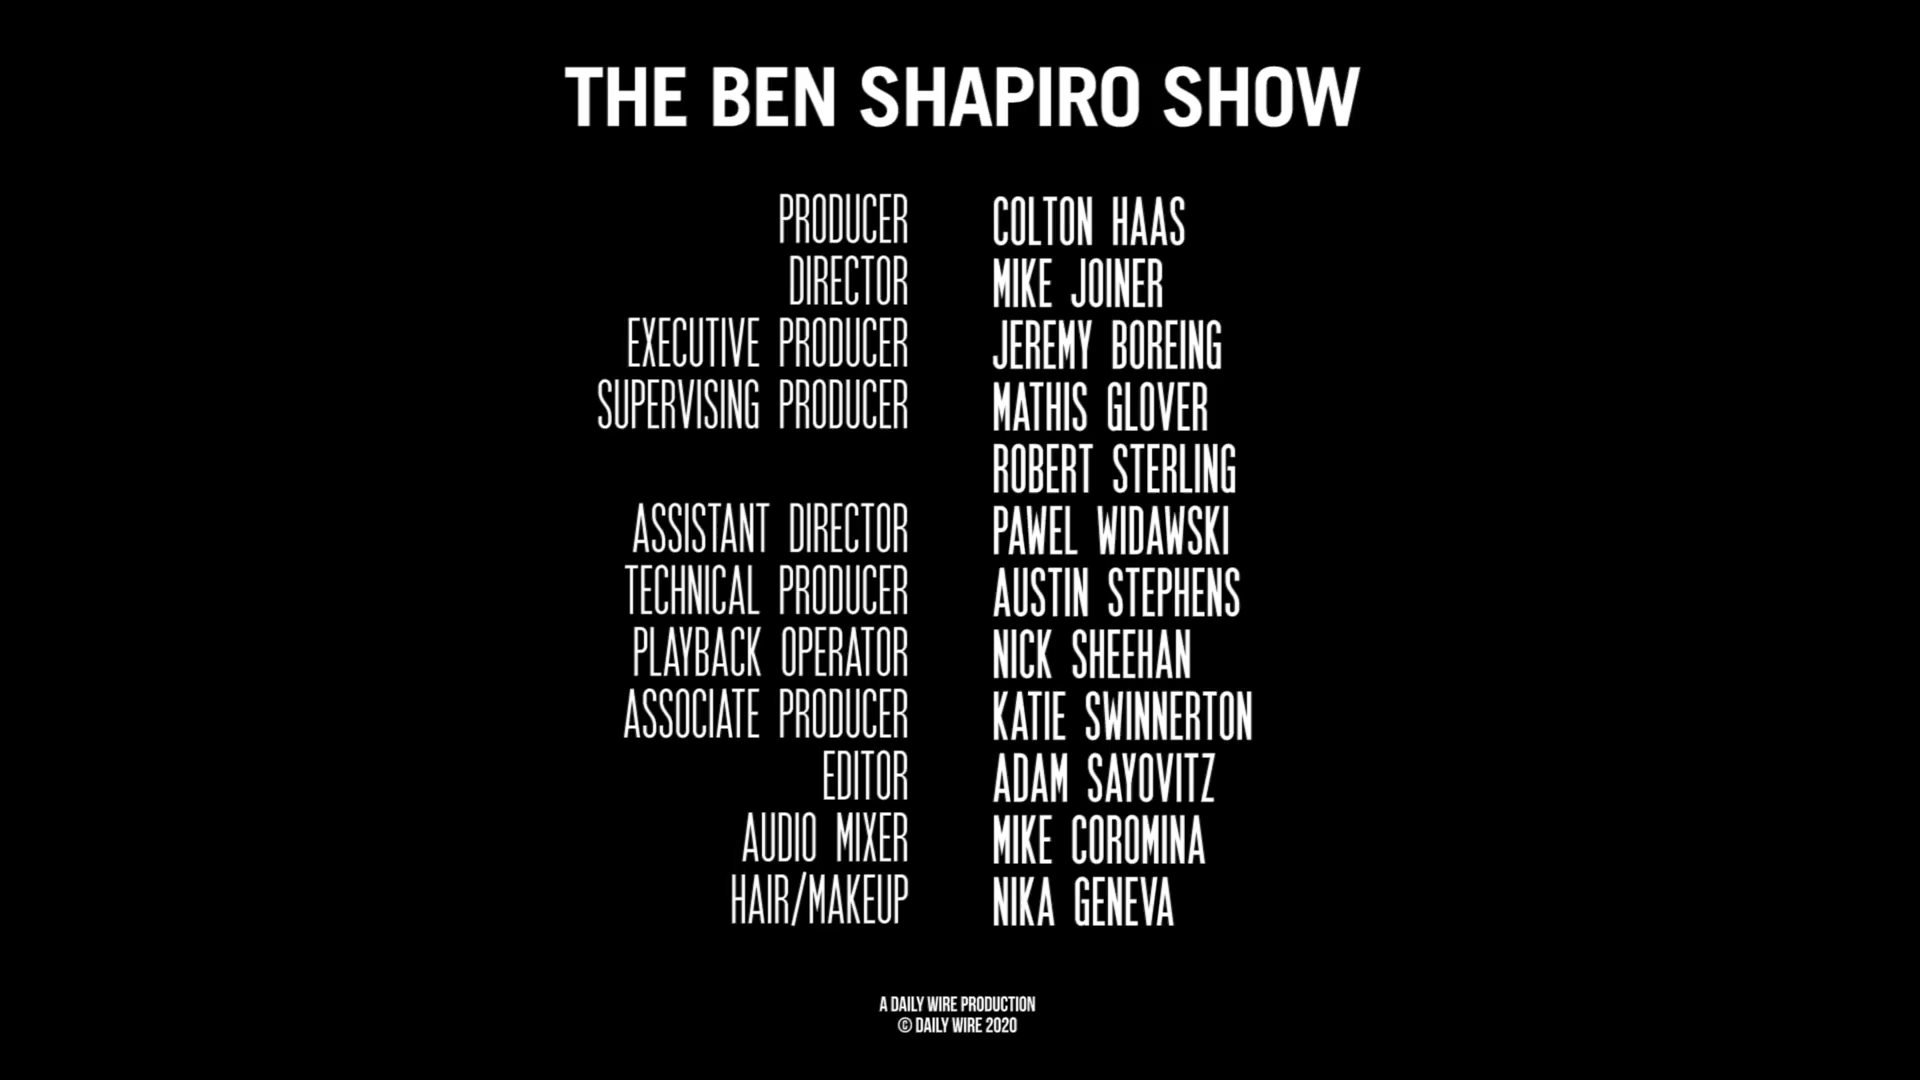 THE BEN SHAPIRO SHOW
PRODUCER COLTON HAAS
DIRECTOR MIKE JOINER
EXECUTIVE PRODUCER JEREMY BOREING
SUPERVISING PRODUCER MATHIS GLOVER
ROBERT STERLING
ASSISTANT DIRECTOR PAWEL WIDAWSKI
TECHNICAL PRODUCER AUSTIN STEPHENS
PLAYBACK OPERATOR NICK SHEEHAN
ASSOCIATE PRODUCER KATIE SWINNERTON
EDITOR ADAM SAYOVITZ
AUDIO MIXER MIKE COROMINA
HAIR/MAKEUP NIKA GENEVA
A DAILY WIRE PRODUCTION
© DAILY WIRE 2020